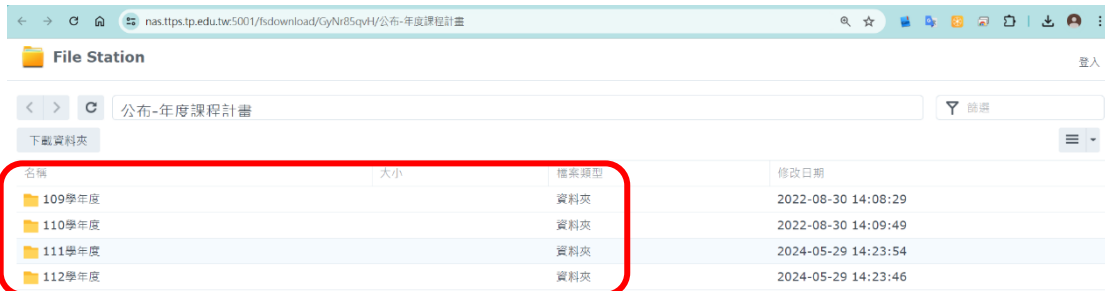 nas.ttps.tp.edu.tw:5001/fsdownload/GyNr85qvH/公布-年度課程計畫
File Station
登入
公布-年度課程計畫
篩選
下載資料夾
名稱 大小 檔案類型 修改日期
109學年度 資料夾 2022-08-30 14:08:29
110學年度 資料夾 2022-08-30 14:09:49
111學年度 資料夾 2024-05-29 14:23:54
112學年度 資料夾 2024-05-29 14:23:46